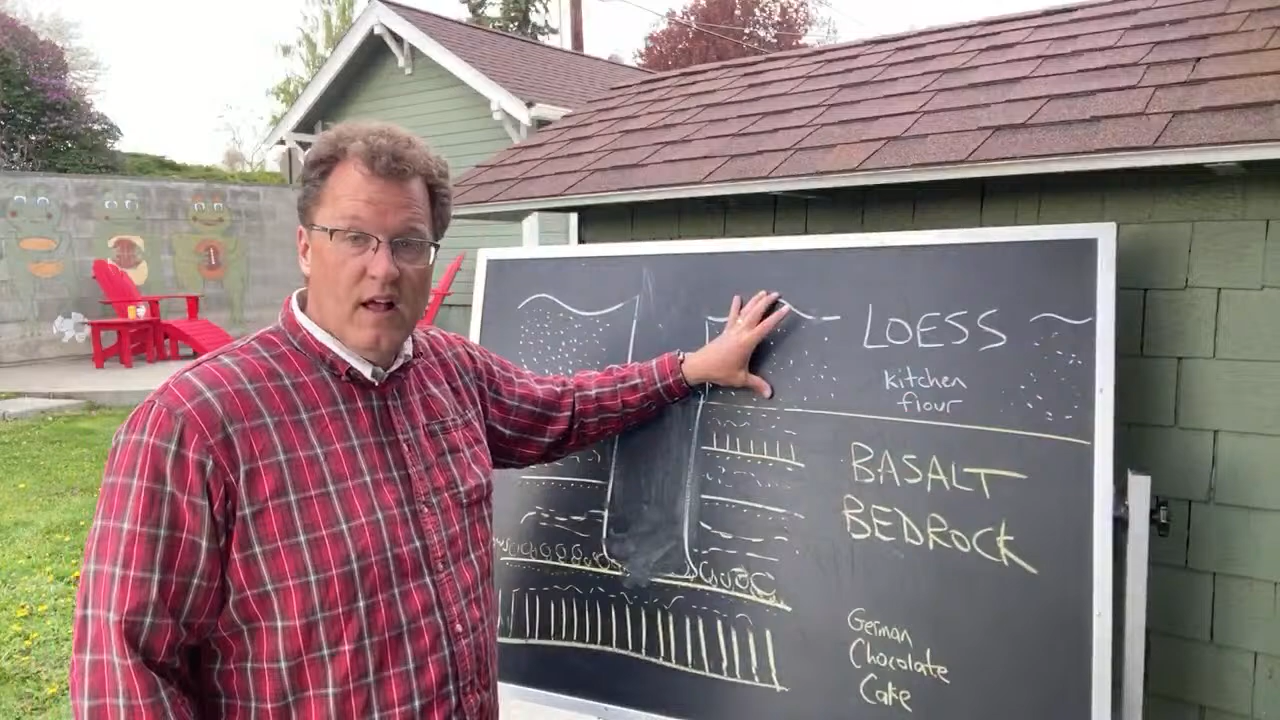 LOESS
kitchen
flour
BASALT
BEDROCK
German
Chocolate
Cake